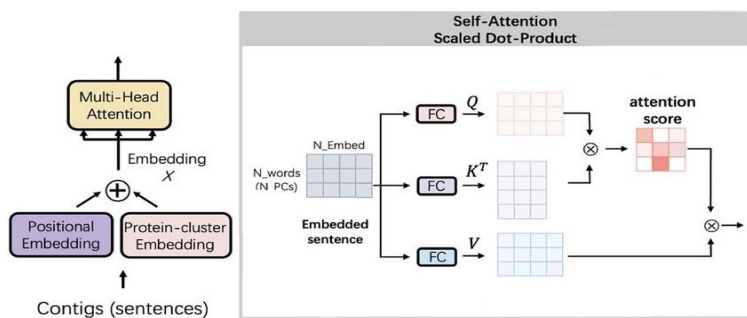 Multi-Head
Attention
Embedding
X
Positional
Embedding
Protein-cluster
Embedding
Contigs (sentences)
Self-Attention
Scaled Dot-Product
N_Embed
N_words
(N PCs)
Embedded
sentence
FC
Q
FC
K^T
FC
V
attention
score